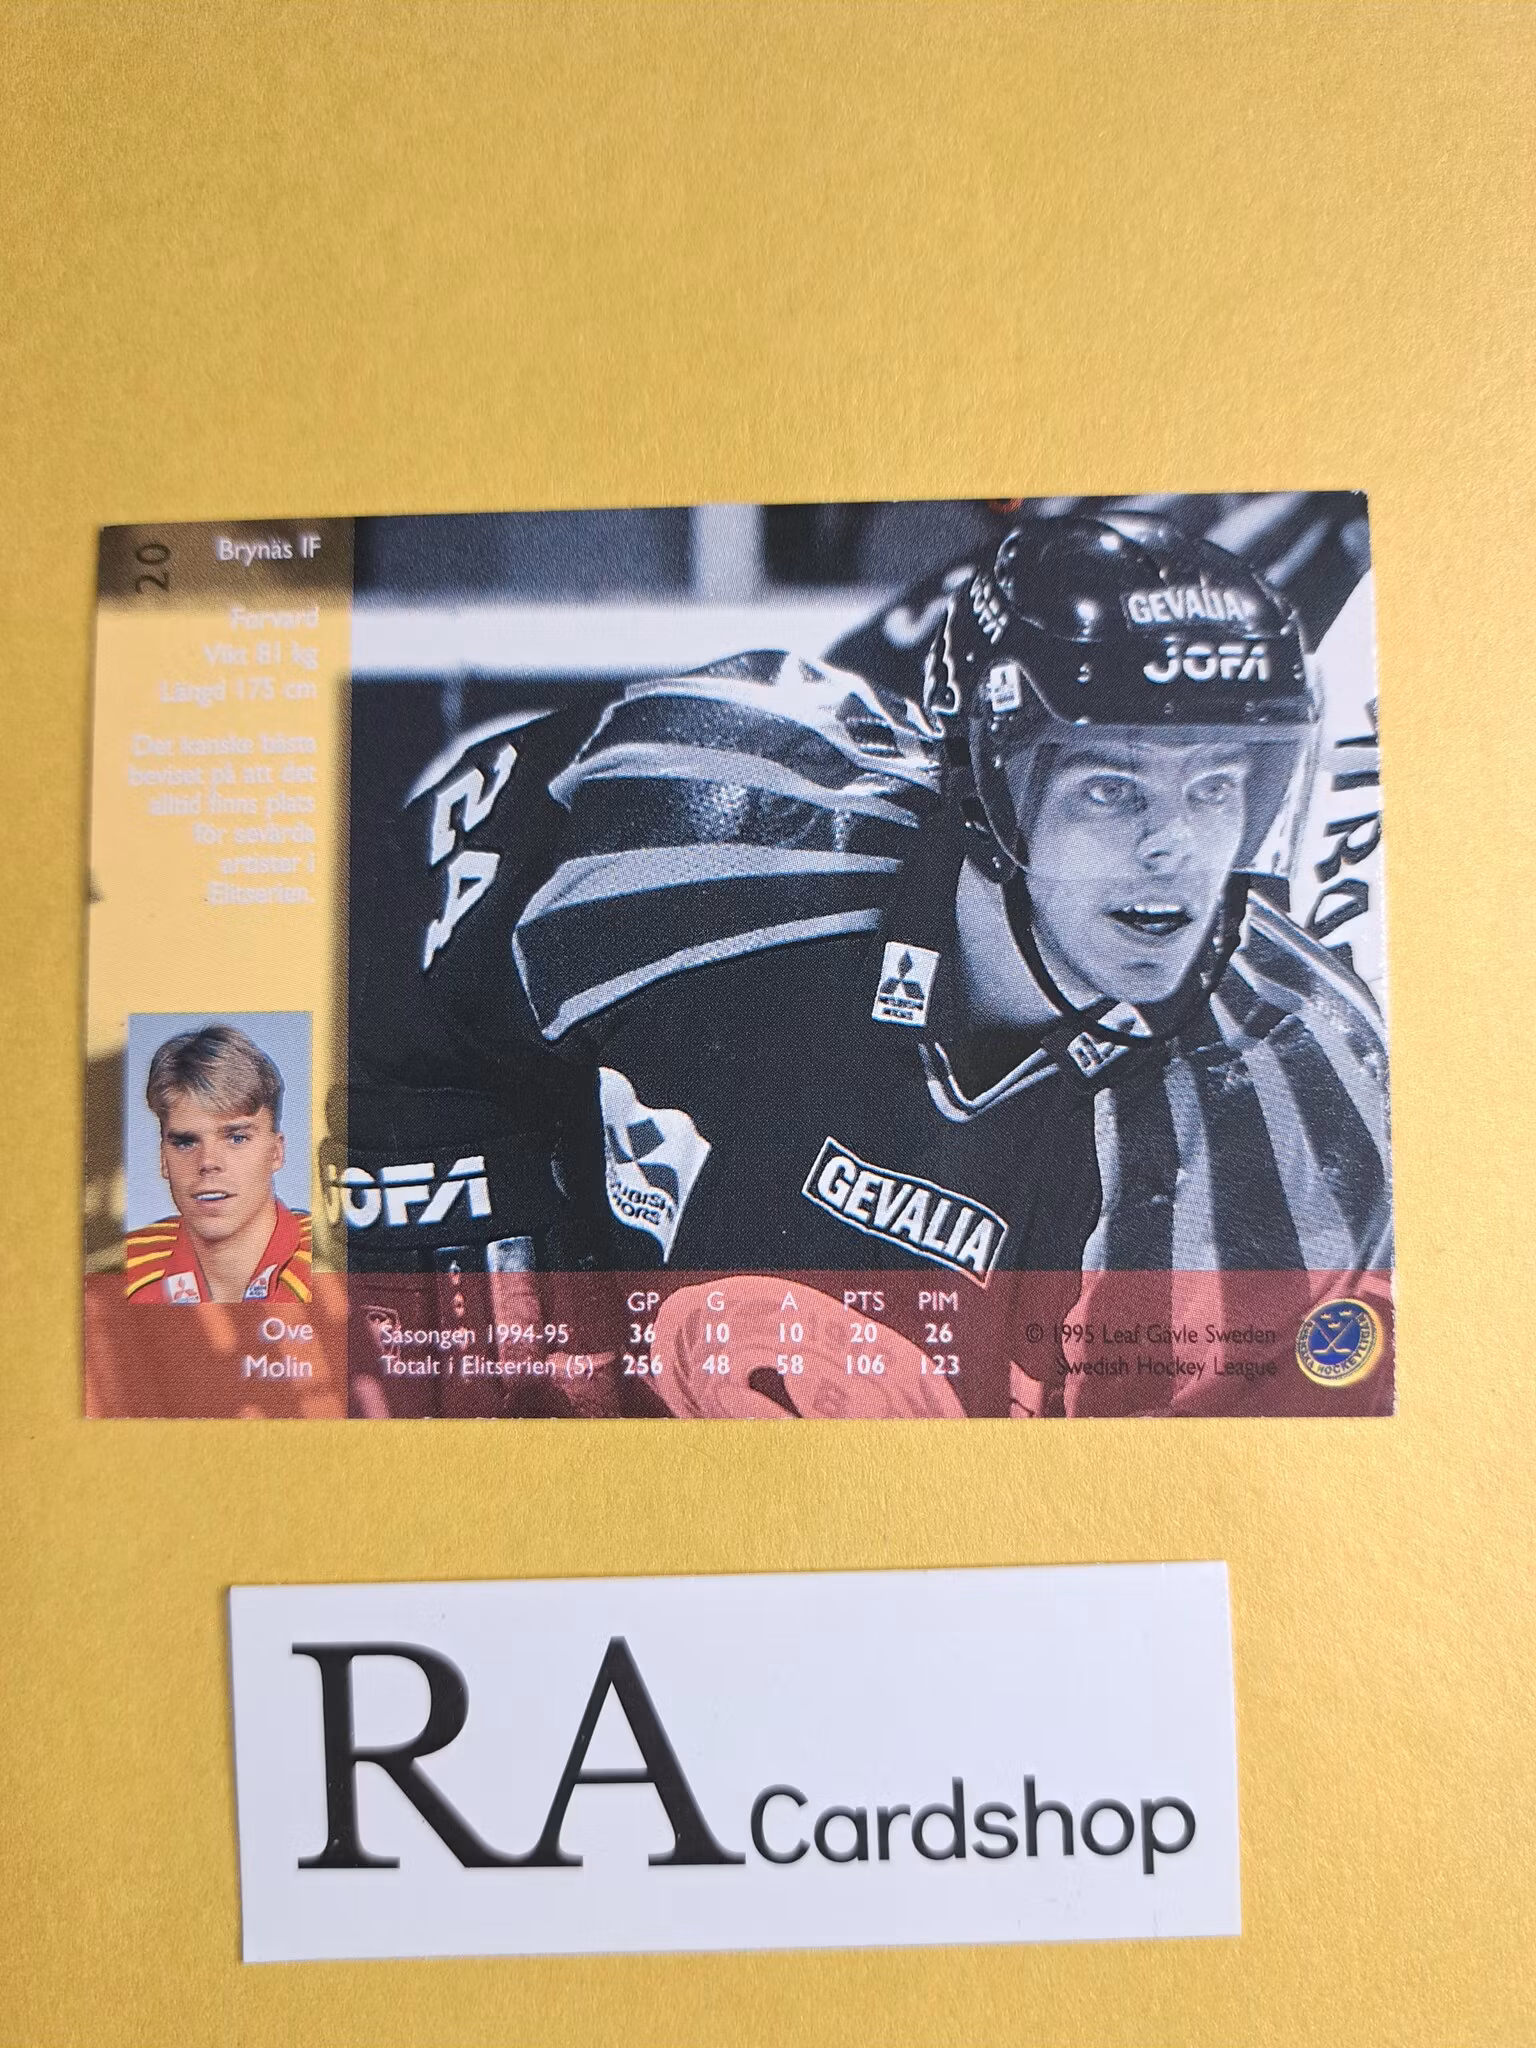 20
Brynäs IF
Forward
Vikt 81 kg
Längd 175 cm
Det kanske bästa
beviset på att det
alltid finns plats
för sevärda
artister i
Elitserien.
GEVALIA
JOFA
JOFA
GEVALIA
Ove
Molin
GP G A PTS PIM
Säsongen 1994-95 36 10 10 20 26
Totalt i Elitserien (5) 256 48 58 106 123
© 1995 Leaf Gävle Sweden
Swedish Hockey League
RA Cardshop